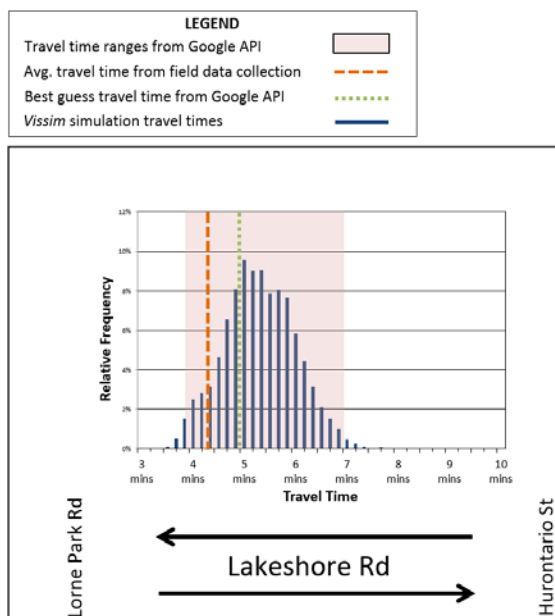 LEGEND
Travel time ranges from Google API
Avg. travel time from field data collection
Best guess travel time from Google API
Vissim simulation travel times
12%
10%
8%
6%
4%
2%
0%
Relative Frequency
3 4 5 6 7 8 9 10
mins mins mins mins mins mins mins mins
Travel Time
Lorne Park Rd
Lakeshore Rd
Hurontario St